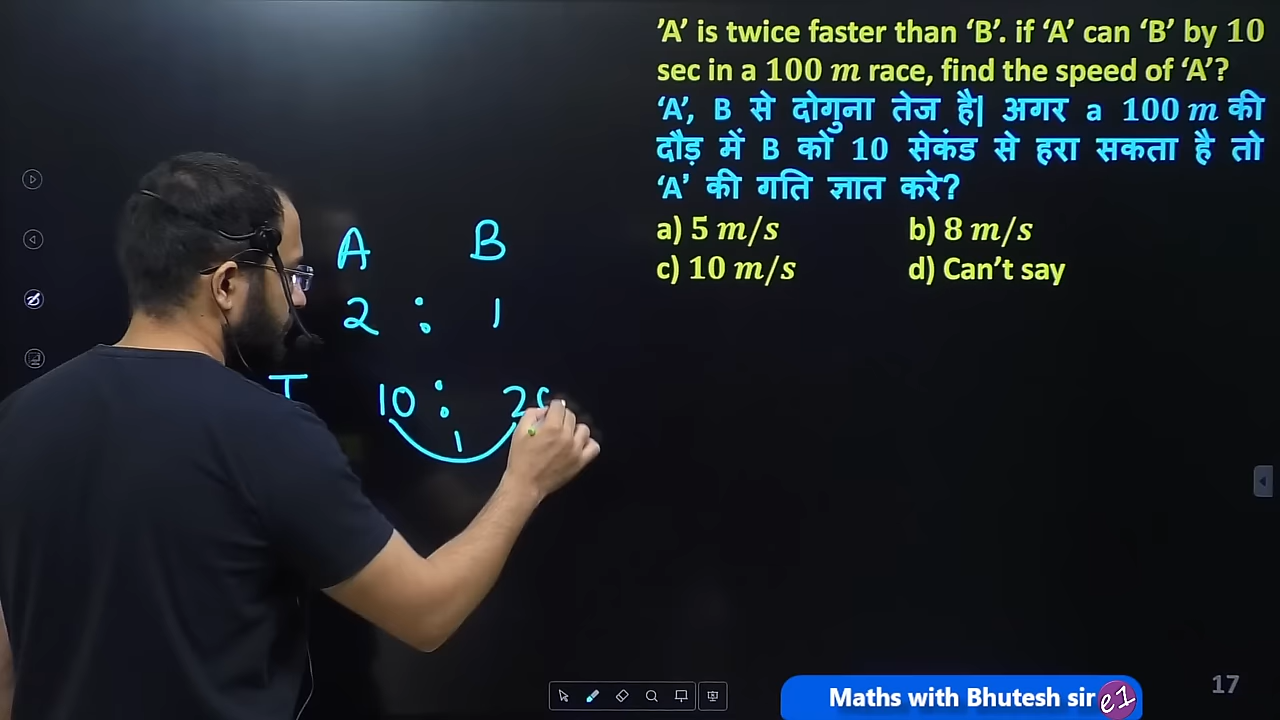 ’A’ is twice faster than ‘B’. if ‘A’ can ‘B’ by 10
sec in a 100 m race, find the speed of ‘A’?
‘A’, B से दोगुना तेज है| अगर a 100 m की
दौड़ में B को 10 सेकंड से हरा सकता है तो
‘A’ की गति ज्ञात करे?
a) 5 m/s b) 8 m/s
c) 10 m/s d) Can’t say
A B
2 : 1
T 10 : 20
1
Maths with Bhutesh sir e1
17